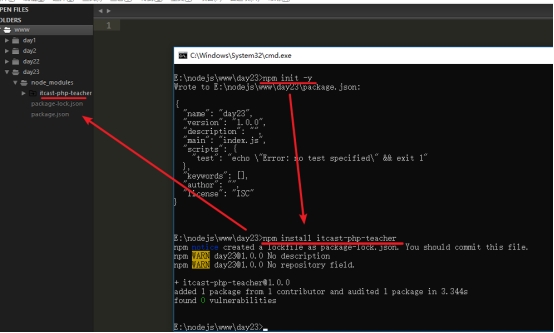 OPEN FILES
FOLDERS
www
day1
day2
day22
day23
node_modules
itcast-php-teacher
package-lock.json
package.json
1
C:\Windows\System32\cmd.exe
E:\nodejs\www\day23>npm init -y
Wrote to E:\nodejs\www\day23\package.json:
{
"name": "day23",
"version": "1.0.0",
"description": "",
"main": "index.js",
"scripts": {
"test": "echo \"Error: no test specified\" && exit 1"
},
"keywords": [],
"author": "",
"license": "ISC"
}
E:\nodejs\www\day23>npm install itcast-php-teacher
npm notice created a lockfile as package-lock.json. You should commit this file.
npm WARN day23@1.0.0 No description
npm WARN day23@1.0.0 No repository field.
+ itcast-php-teacher@1.0.0
added 1 package from 1 contributor and audited 1 package in 3.344s
found 0 vulnerabilities
E:\nodejs\www\day23>